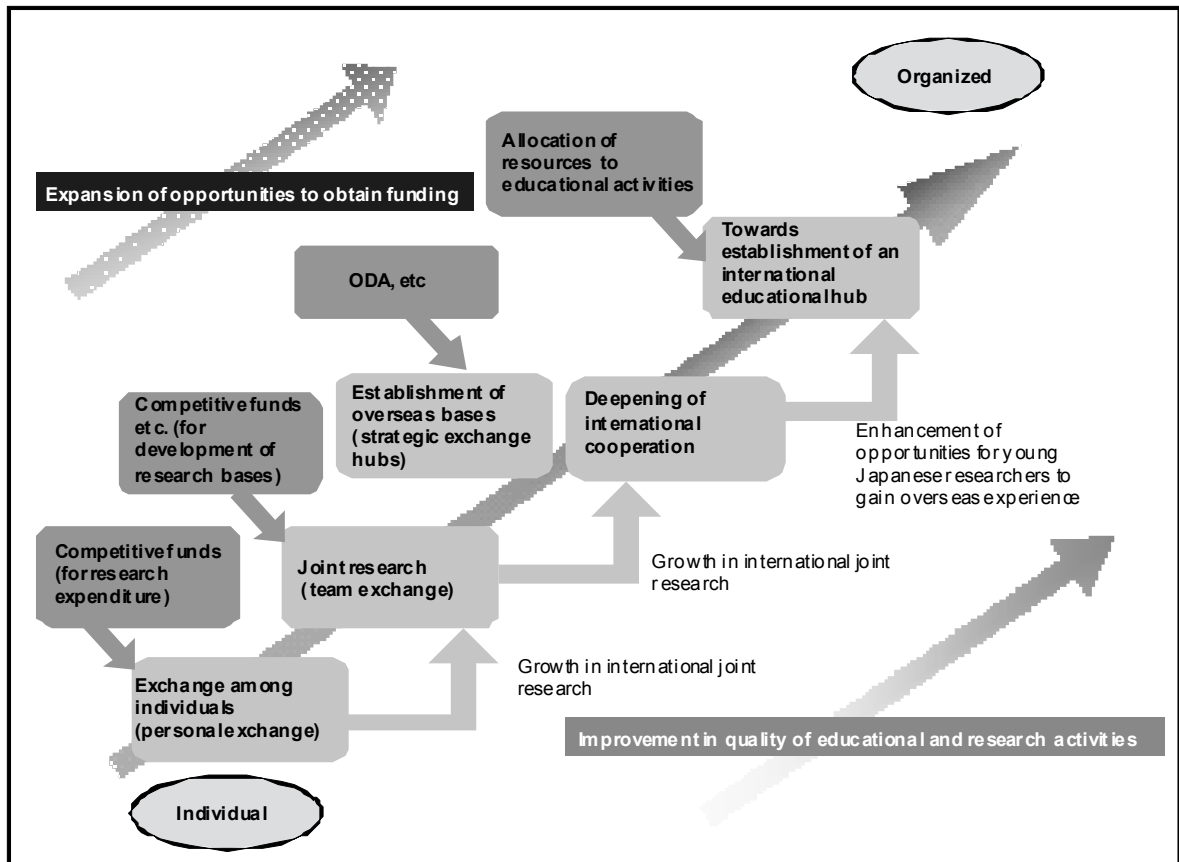 Organized
Allocation of
resources to
educational activities
Expansion of opportunities to obtain funding
Towards
establishment of an
international
educational hub
ODA, etc
Competitive funds
etc. (for
development of
research bases)
Establishment of
overseas bases
(strategic exchange
hubs)
Deepening of
international
cooperation
Enhancement of
opportunities for young
Japanese researchers to
gain overseas experience
Competitive funds
(for research
expenditure)
Joint research
(team exchange)
Growth in international joint
research
Exchange among
individuals
(personal exchange)
Growth in international joint
research
Improvement in quality of educational and research activities
Individual